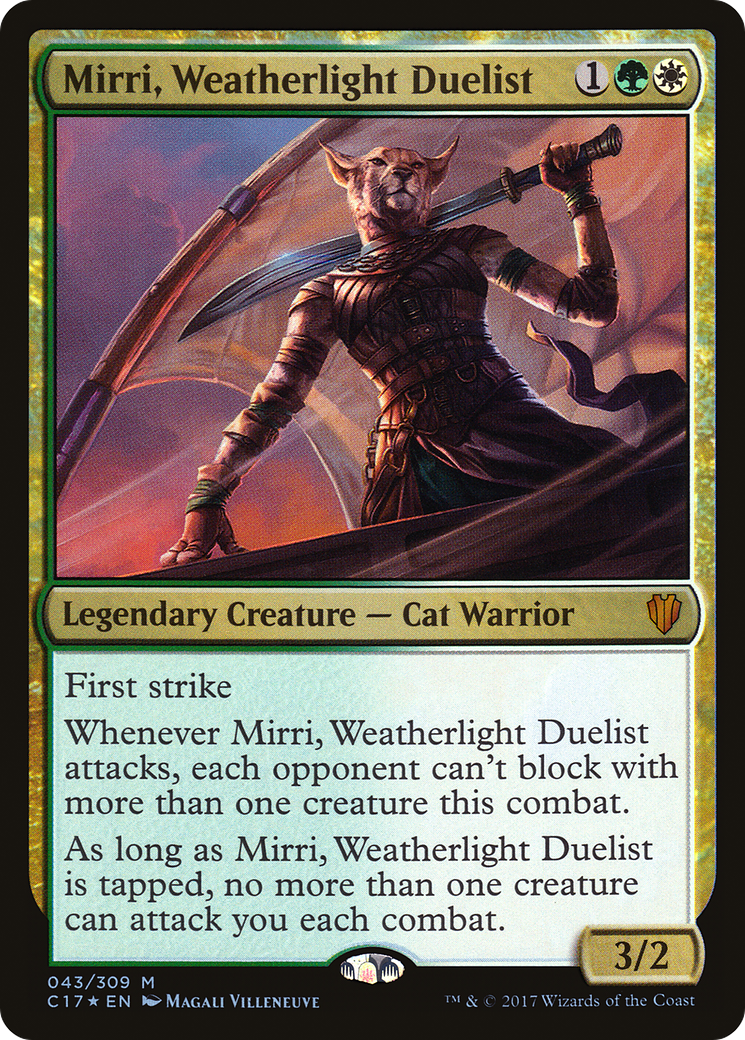 Mirri, Weatherlight Duelist 1
Legendary Creature — Cat Warrior
First strike
Whenever Mirri, Weatherlight Duelist
attacks, each opponent can't block with
more than one creature this combat.
As long as Mirri, Weatherlight Duelist
is tapped, no more than one creature
can attack you each combat.
3/2
043/309 M
C17★EN Magali Villeneuve
™ & © 2017 Wizards of the Coast